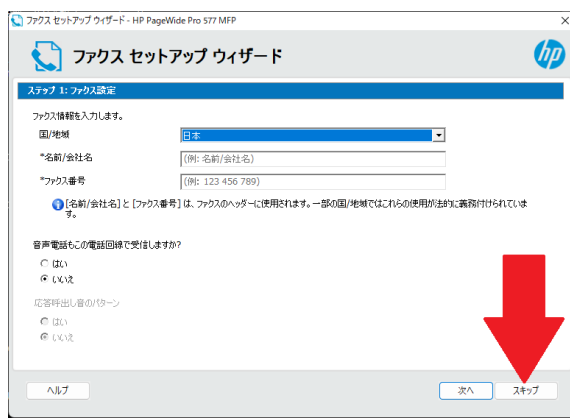 ファクス セットアップ ウィザード - HP PageWide Pro 577 MFP
ファクス セットアップ ウィザード
hp
ステップ 1: ファクス設定
ファクス情報を入力します。
国/地域
日本
*名前/会社名
(例: 名前/会社名)
*ファクス番号
(例: 123 456 789)
[名前/会社名] と [ファクス番号] は、ファクスのヘッダーに使用されます。一部の国/地域ではこれらの使用が法的に義務付けられていま
す。
音声電話もこの電話回線で受信しますか?
はい
いいえ
応答呼出し音のパターン
はい
いいえ
ヘルプ
次へ
スキップ